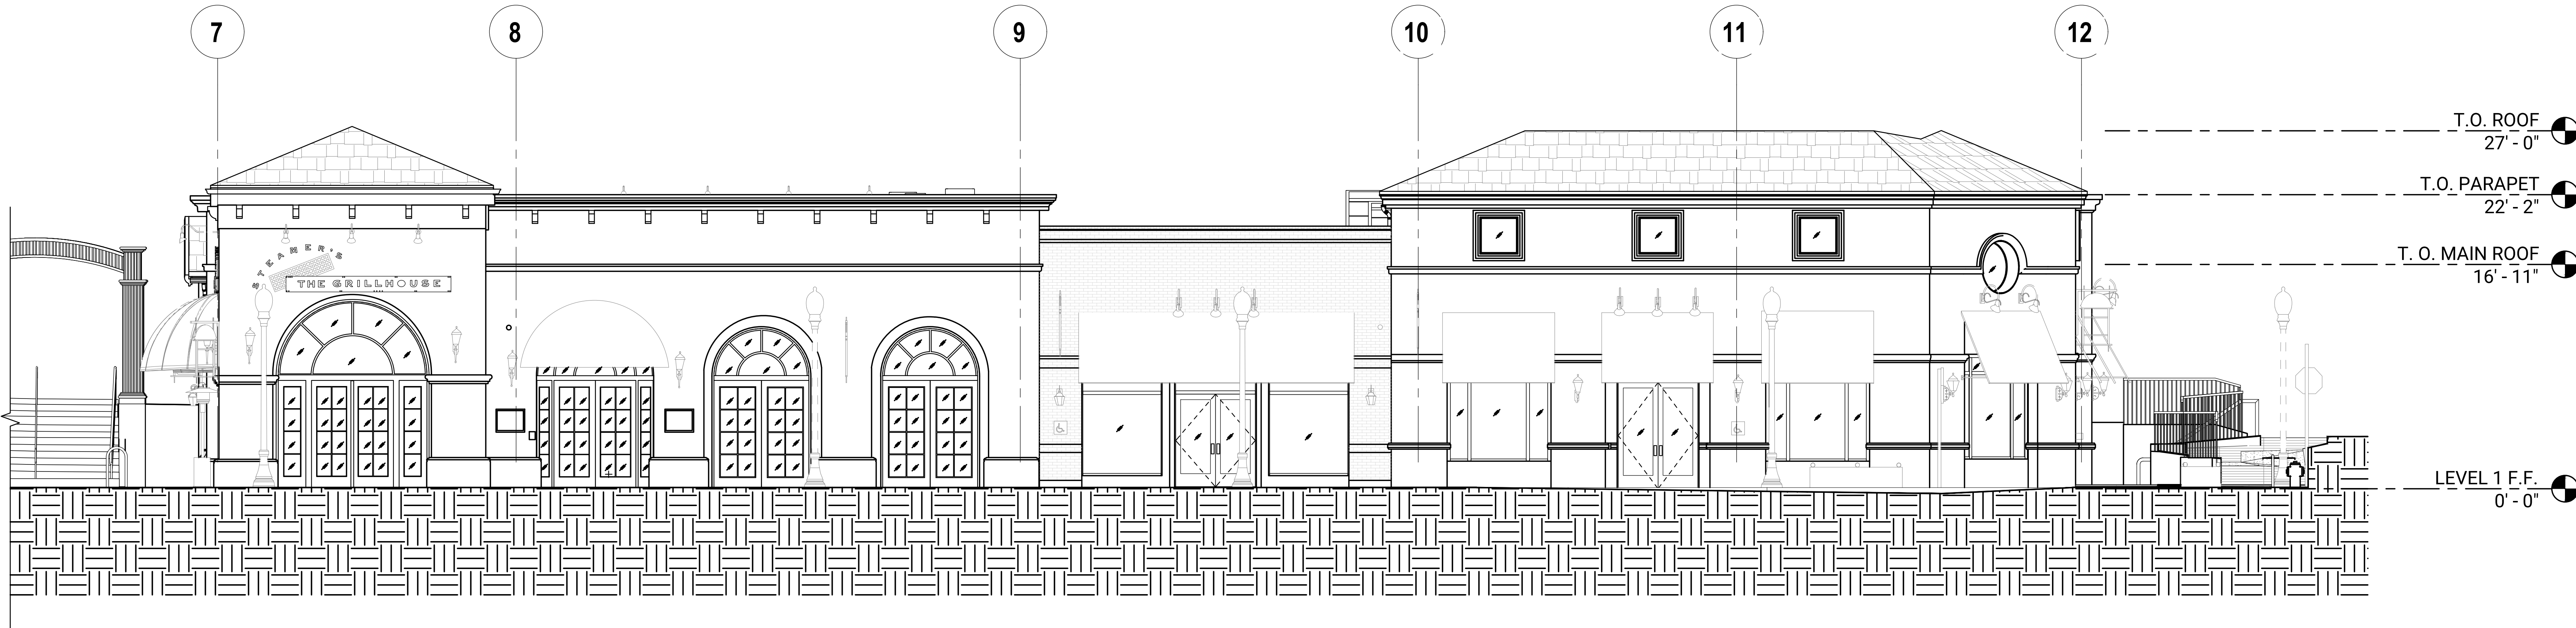 7
8
9
10
11
12
T.O. ROOF
27' - 0"
T.O. PARAPET
22' - 2"
T. O. MAIN ROOF
16' - 11"
STEAMER'S
THE GRILLHOUSE
LEVEL 1 F.F.
0' - 0"